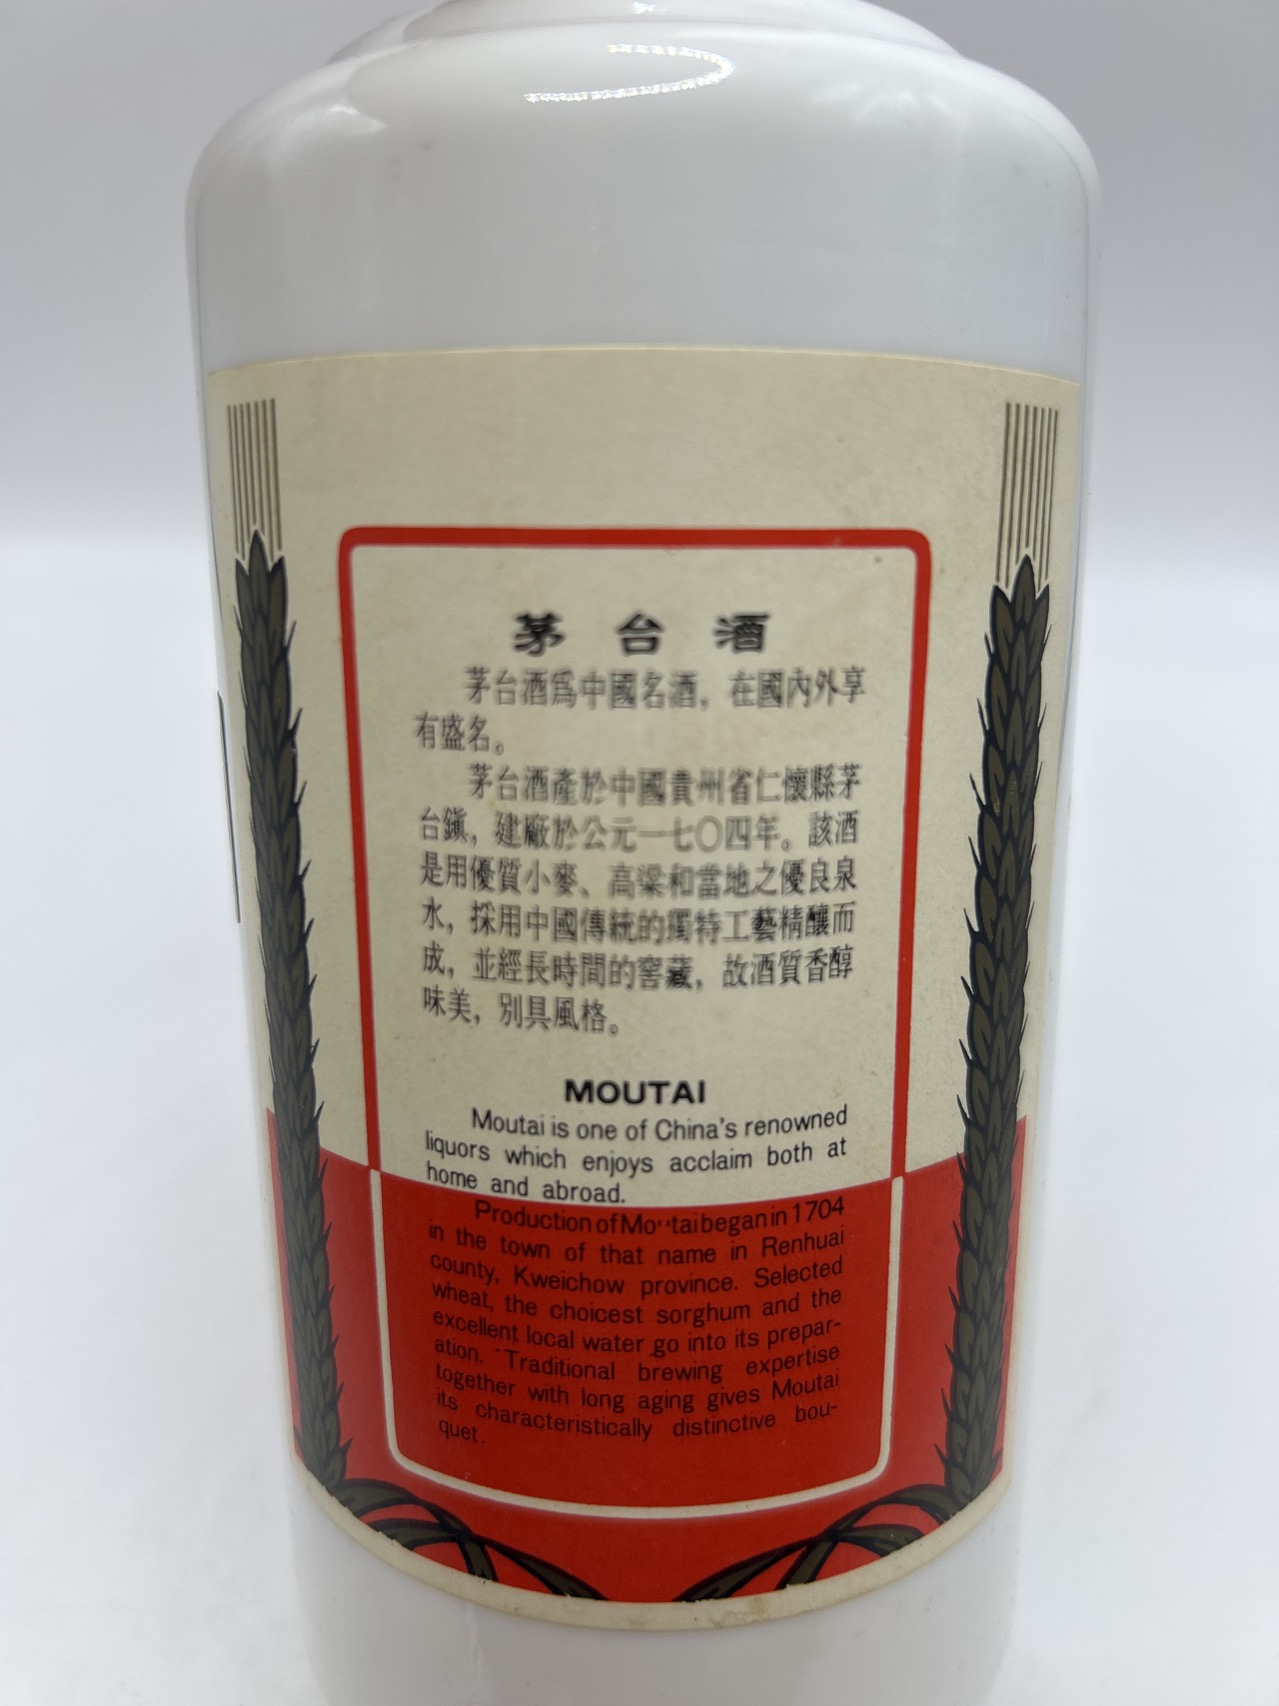 茅台酒
茅台酒爲中國名酒，在國內外享
有盛名。
茅台酒產於中國貴州省仁懷縣茅
台鎮，建廠於公元一七〇四年。該酒
是用優質小麥、高粱和當地之優良泉
水，採用中國傳統的獨特工藝精釀而
成，並經長時間的窖藏，故酒質香醇
味美，別具風格。
MOUTAI
Moutai is one of China's renowned
liquors which enjoys acclaim both at
home and abroad.
Production of Moutai began in 1704
in the town of that name in Renhuai
county, Kweichow province. Selected
wheat, the choicest sorghum and the
excellent local water go into its prepar-
ation. Traditional brewing expertise
together with long aging gives Moutai
its characteristically distinctive bou-
quet.